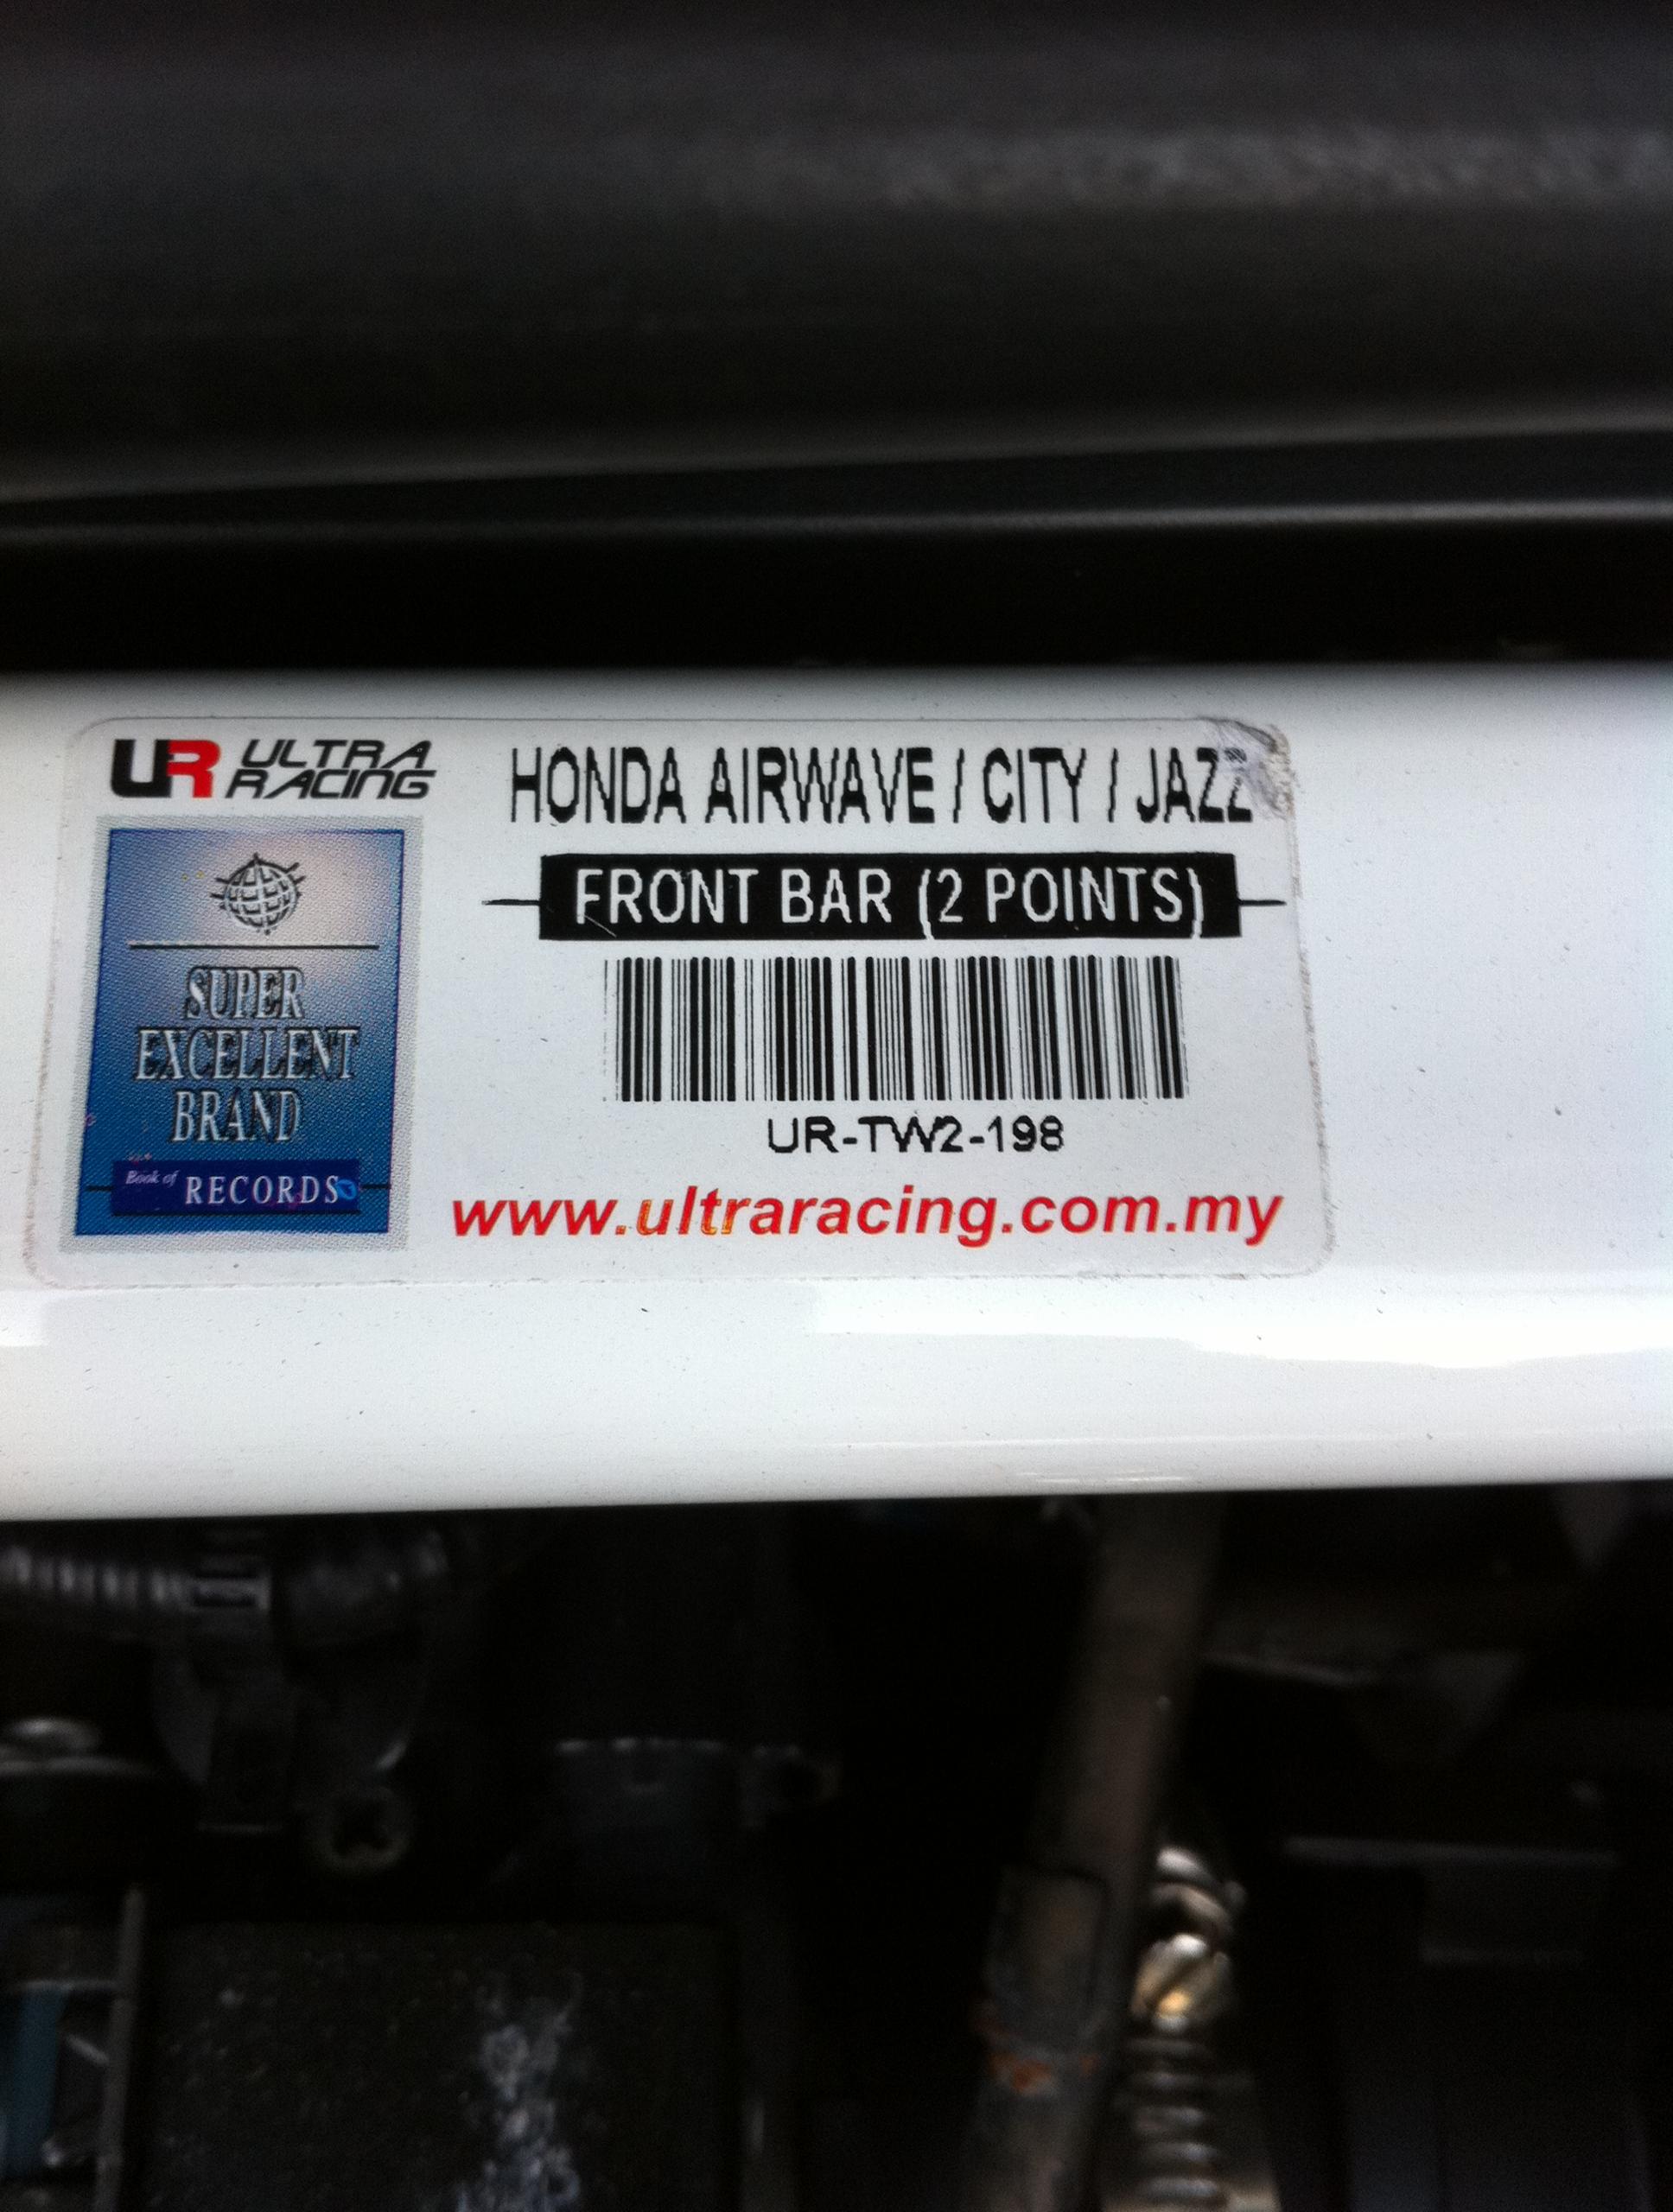 UR ULTRA
RACING
HONDA AIRWAVE / CITY / JAZZ
FRONT BAR (2 POINTS)
SUPER
EXCELLENT
BRAND
Book of RECORDS
UR-TW2-198
www.ultraracing.com.my